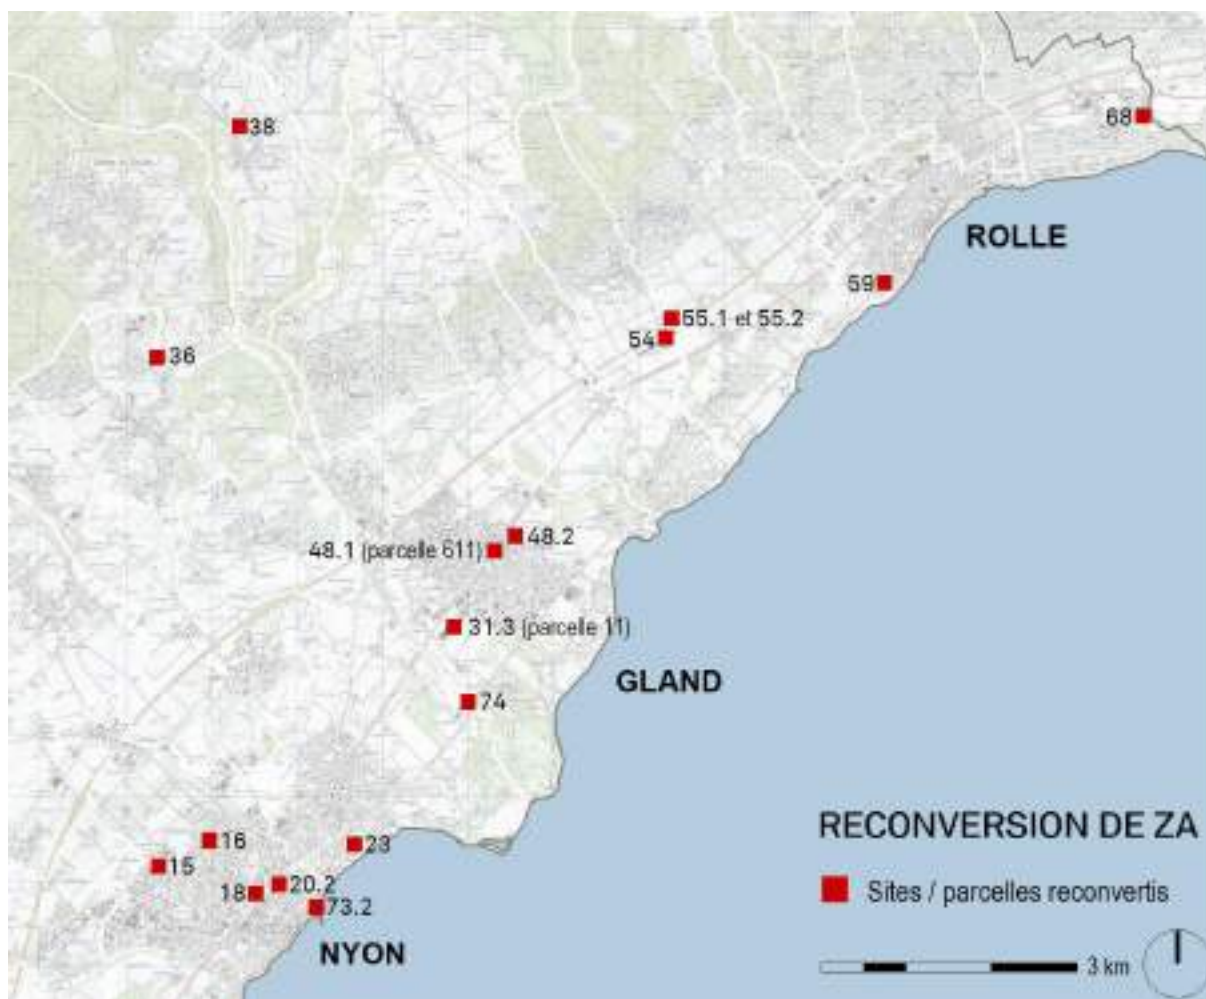 38
68
ROLLE
59
55.1 et 55.2
54
36
48.2
48.1 (parcelle 611)
31.3 (parcelle 11)
GLAND
74
RECONVERSION DE ZA
16
23
15
20.2
18
Sites / parcelles reconvertis
73.2
NYON
3 km